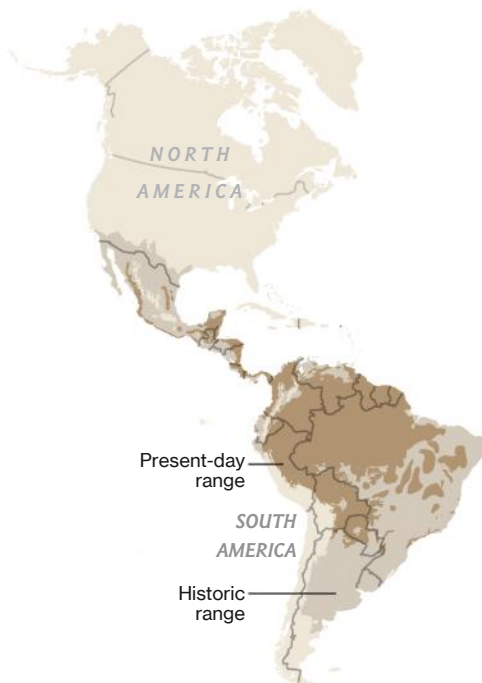 NORTH
AMERICA
Present-day
range
SOUTH
AMERICA
Historic
range